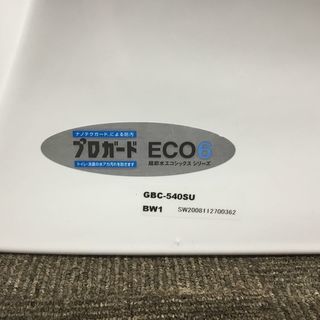 ナノテクガード、による防汚
プロガード ECO6
トイレ・洗面の水アカ汚れを防ぎます 超節水エコシックス シリーズ
GBC-540SU
BW1 SW2008112700362